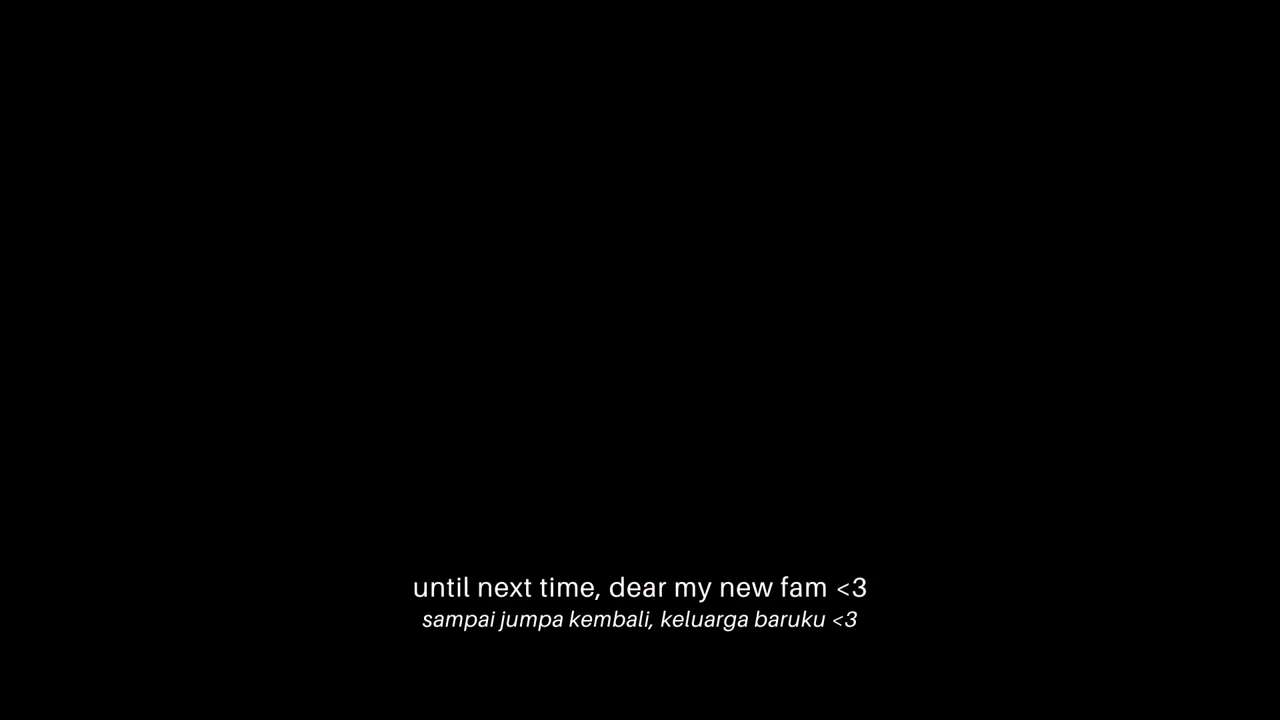 until next time, dear my new fam <3
sampai jumpa kembali, keluarga baruku <3